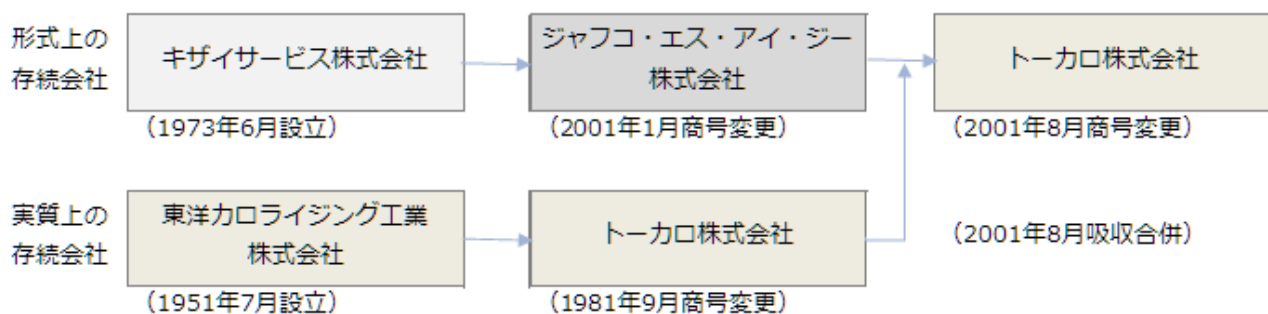 形式上の
存続会社
キザイサービス株式会社
(1973年6月設立)
ジャフコ・エス・アイ・ジー
株式会社
(2001年1月商号変更)
トーカロ株式会社
(2001年8月商号変更)
実質上の
存続会社
東洋カロライジング工業
株式会社
(1951年7月設立)
トーカロ株式会社
(1981年9月商号変更)
(2001年8月吸収合併)